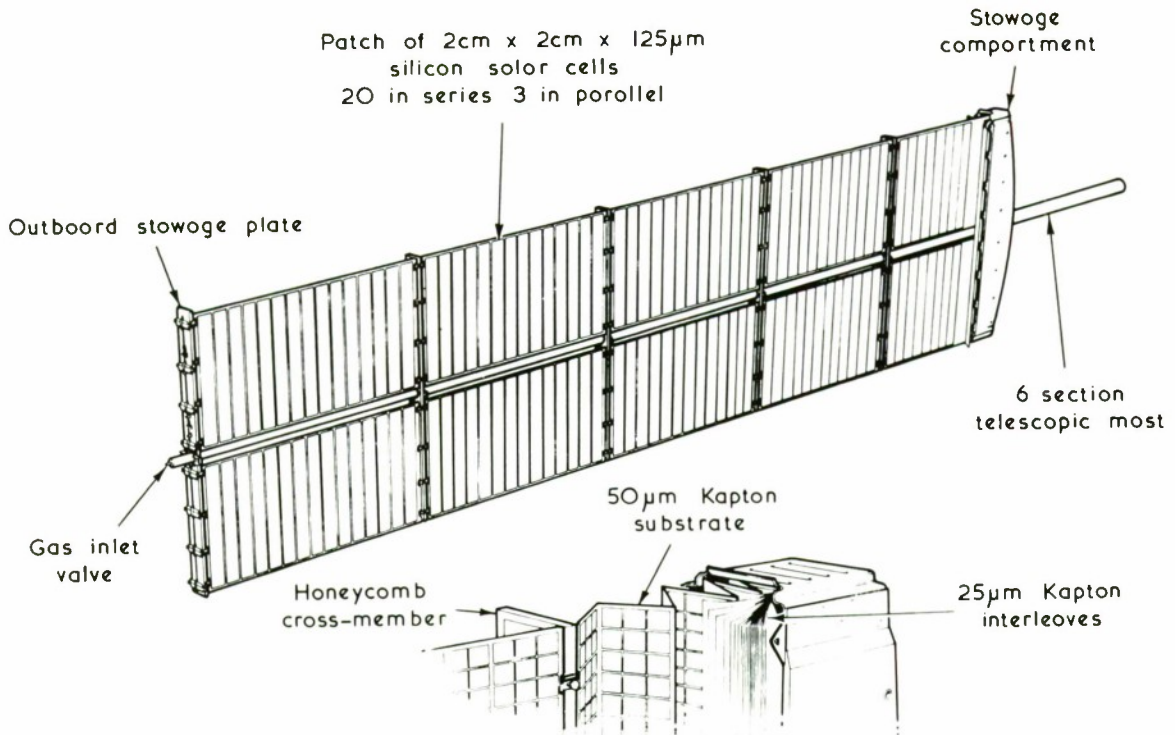 Patch of 2cm x 2cm x 125µm
silicon solor cells
20 in series 3 in porollel
Stowoge
compartment
Outboord stowoge plate
6 section
telescopic most
Gas inlet
valve
50µm Kapton
substrate
Honeycomb
cross-member
25µm Kapton
interleoves